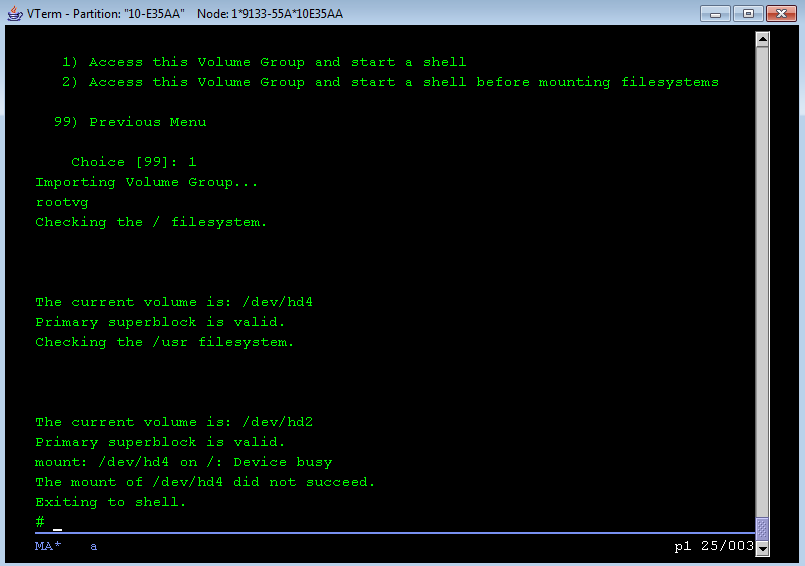 VTerm - Partition: "10-E35AA" Node: 1*9133-55A*10E35AA
1) Access this Volume Group and start a shell
2) Access this Volume Group and start a shell before mounting filesystems
99) Previous Menu
Choice [99]: 1
Importing Volume Group...
rootvg
Checking the / filesystem.
The current volume is: /dev/hd4
Primary superblock is valid.
Checking the /usr filesystem.
The current volume is: /dev/hd2
Primary superblock is valid.
mount: /dev/hd4 on /: Device busy
The mount of /dev/hd4 did not succeed.
Exiting to shell.
# _
MA* a p1 25/003